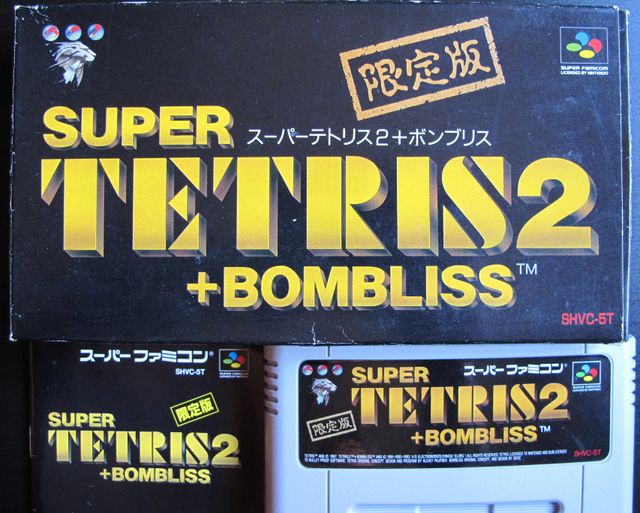 限定版
SUPER FAMICOM
LICENSED BY NINTENDO
SUPER
スーパーテトリス2+ボンブリス
TETRIS2
+BOMBLISS™
SHVC-5T
スーパーファミコン®
SHVC-5T
限定版
SUPER
TETRIS2
+BOMBLISS
スーパーファミコン®
SUPER
限定版
TETRIS2
+BOMBLISS™
SHVC-5T